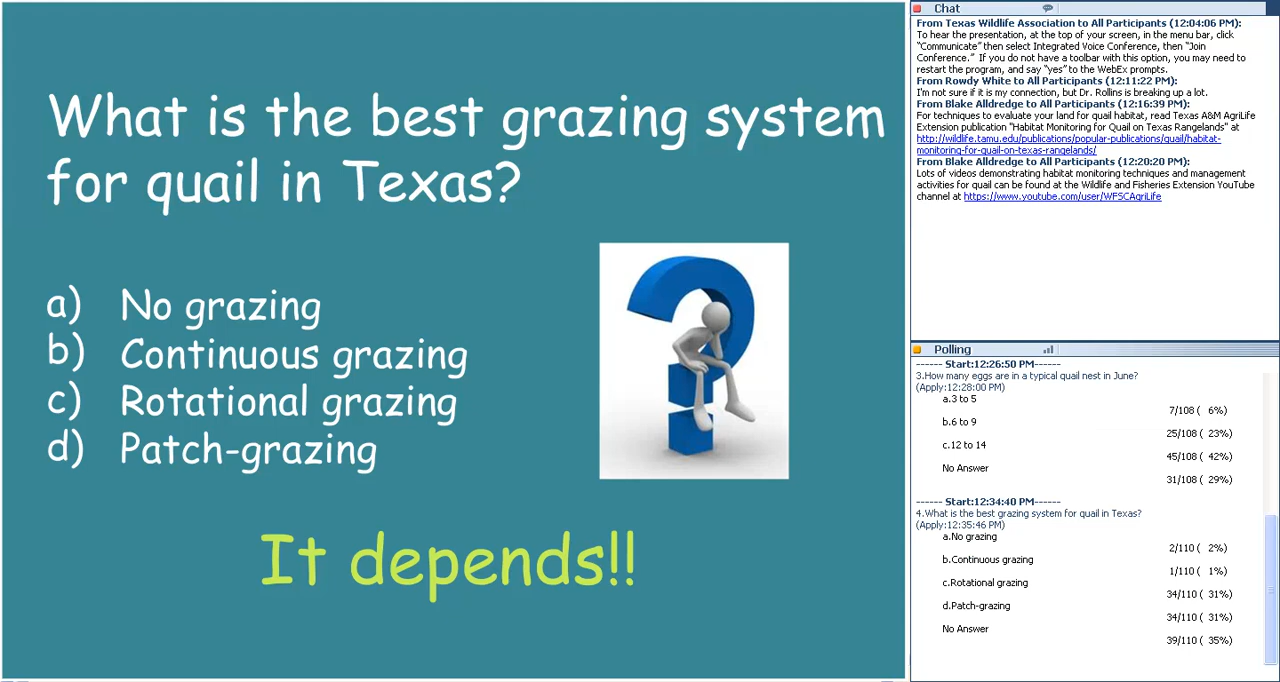 What is the best grazing system
for quail in Texas?
a) No grazing
b) Continuous grazing
c) Rotational grazing
d) Patch-grazing
It depends!!
Chat
From Texas Wildlife Association to All Participants (12:04:06 PM):
To hear the presentation, at the top of your screen, in the menu bar, click
"Communicate" then select Integrated Voice Conference, then "Join
Conference." If you do not have a toolbar with this option, you may need to
restart the program, and say "yes" to the WebEx prompts.
From Rowdy White to All Participants (12:11:22 PM):
I'm not sure if it is my connection, but Dr. Rollins is breaking up a lot.
From Blake Alldredge to All Participants (12:16:39 PM):
For techniques to evaluate your land for quail habitat, read Texas A&M AgriLife
Extension publication "Habitat Monitoring for Quail on Texas Rangelands" at
http://wildlife.tamu.edu/publications/popular-publications/quail/habitat-
monitoring-for-quail-on-texas-rangelands/
From Blake Alldredge to All Participants (12:20:20 PM):
Lots of videos demonstrating habitat monitoring techniques and management
activities for quail can be found at the Wildlife and Fisheries Extension YouTube
channel at https://www.youtube.com/user/WFSCAgriLife
Polling
------ Start:12:26:50 PM------
3.How many eggs are in a typical quail nest in June?
(Apply:12:28:00 PM)
a.3 to 5
7/108 ( 6%)
b.6 to 9
25/108 ( 23%)
c.12 to 14
45/108 ( 42%)
No Answer
31/108 ( 29%)
------ Start:12:34:40 PM------
4.What is the best grazing system for quail in Texas?
(Apply:12:35:46 PM)
a.No grazing
2/110 ( 2%)
b.Continuous grazing
1/110 ( 1%)
c.Rotational grazing
34/110 ( 31%)
d.Patch-grazing
34/110 ( 31%)
No Answer
39/110 ( 35%)